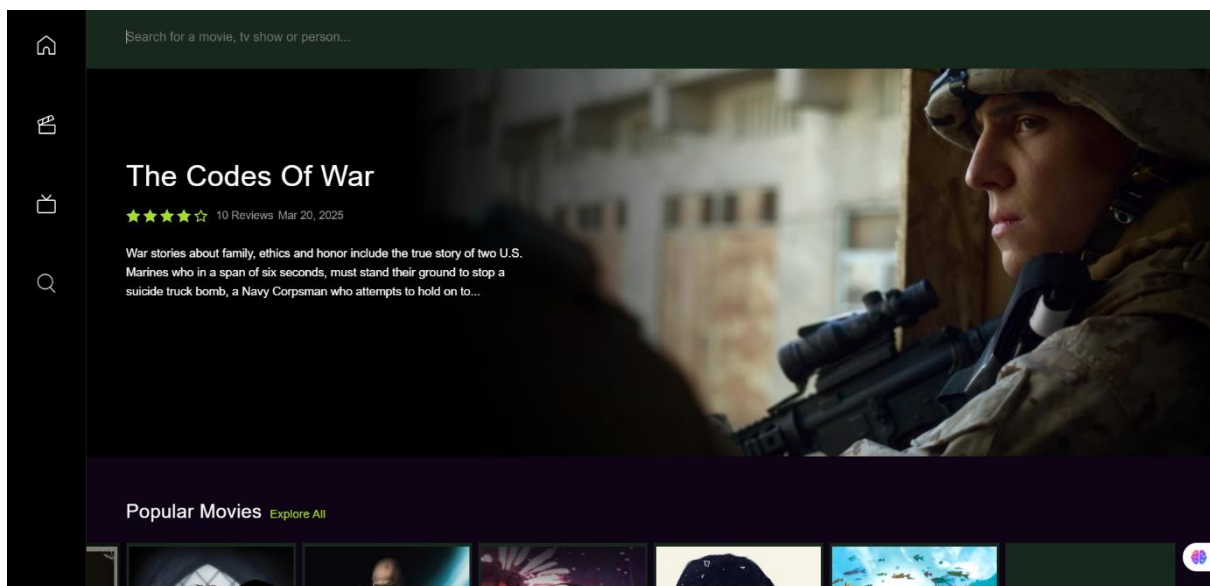 Search for a movie, tv show or person...
The Codes Of War
10 Reviews Mar 20, 2025
War stories about family, ethics and honor include the true story of two U.S.
Marines who in a span of six seconds, must stand their ground to stop a
suicide truck bomb, a Navy Corpsman who attempts to hold on to...
Popular Movies Explore All